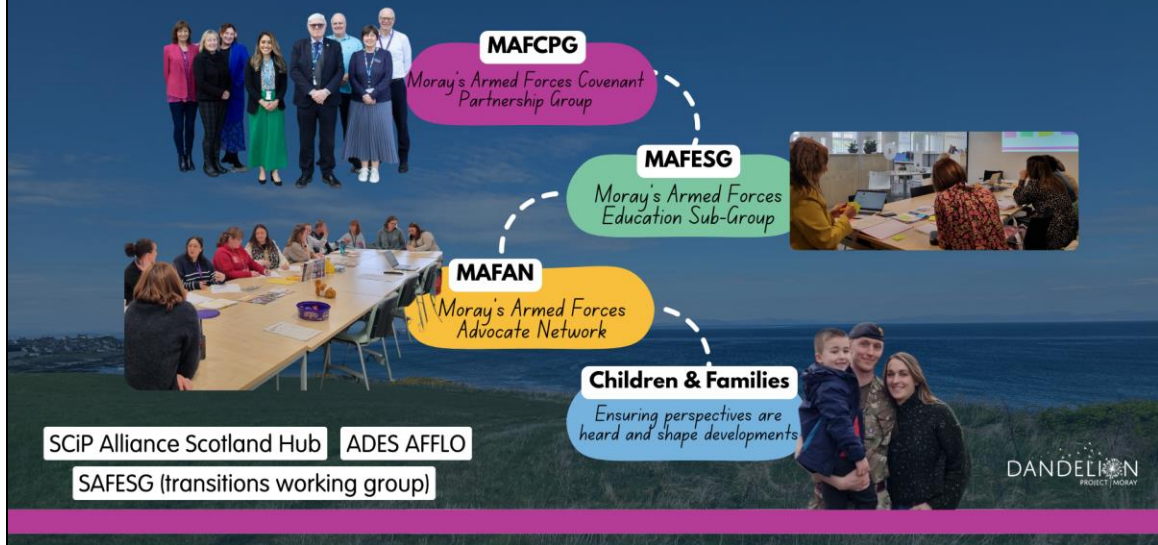 MAFCPG
Moray's Armed Forces Covenant
Partnership Group
MAFESG
Moray's Armed Forces
Education Sub-Group
MAFAN
Moray's Armed Forces
Advocate Network
Children & Families
Ensuring perspectives are
heard and shape developments
SCiP Alliance Scotland Hub
ADES AFFLO
SAFESG (transitions working group)
DANDELION
PROJECT MORAY